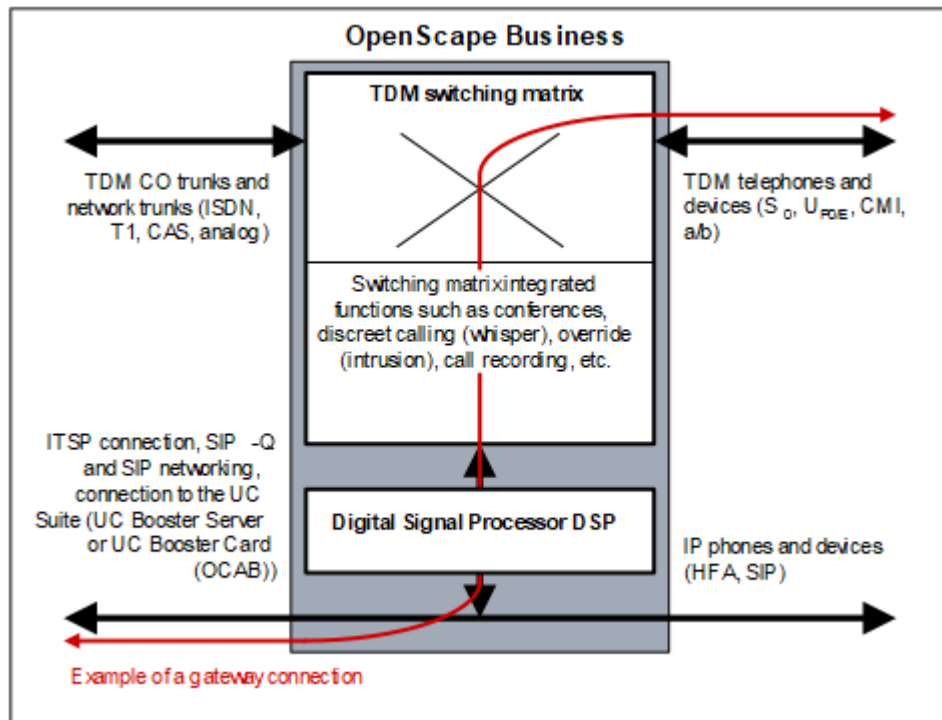 OpenScape Business
TDM switching matrix
TDM CO trunks and
network trunks (ISDN,
T1, CAS, analog)
TDM telephones and
devices (S0, UP0/E, CMI,
a/b)
Switching matrixintegrated
functions such as conferences,
discreet calling (whisper), override
(intrusion), call recording, etc.
ITSP connection, SIP -Q
and SIP networking,
connection to the UC
Suite (UC Booster Server
or UC Booster Card
(OCAB))
Digital Signal Processor DSP
IP phones and devices
(HFA, SIP)
Example of a gateway connection